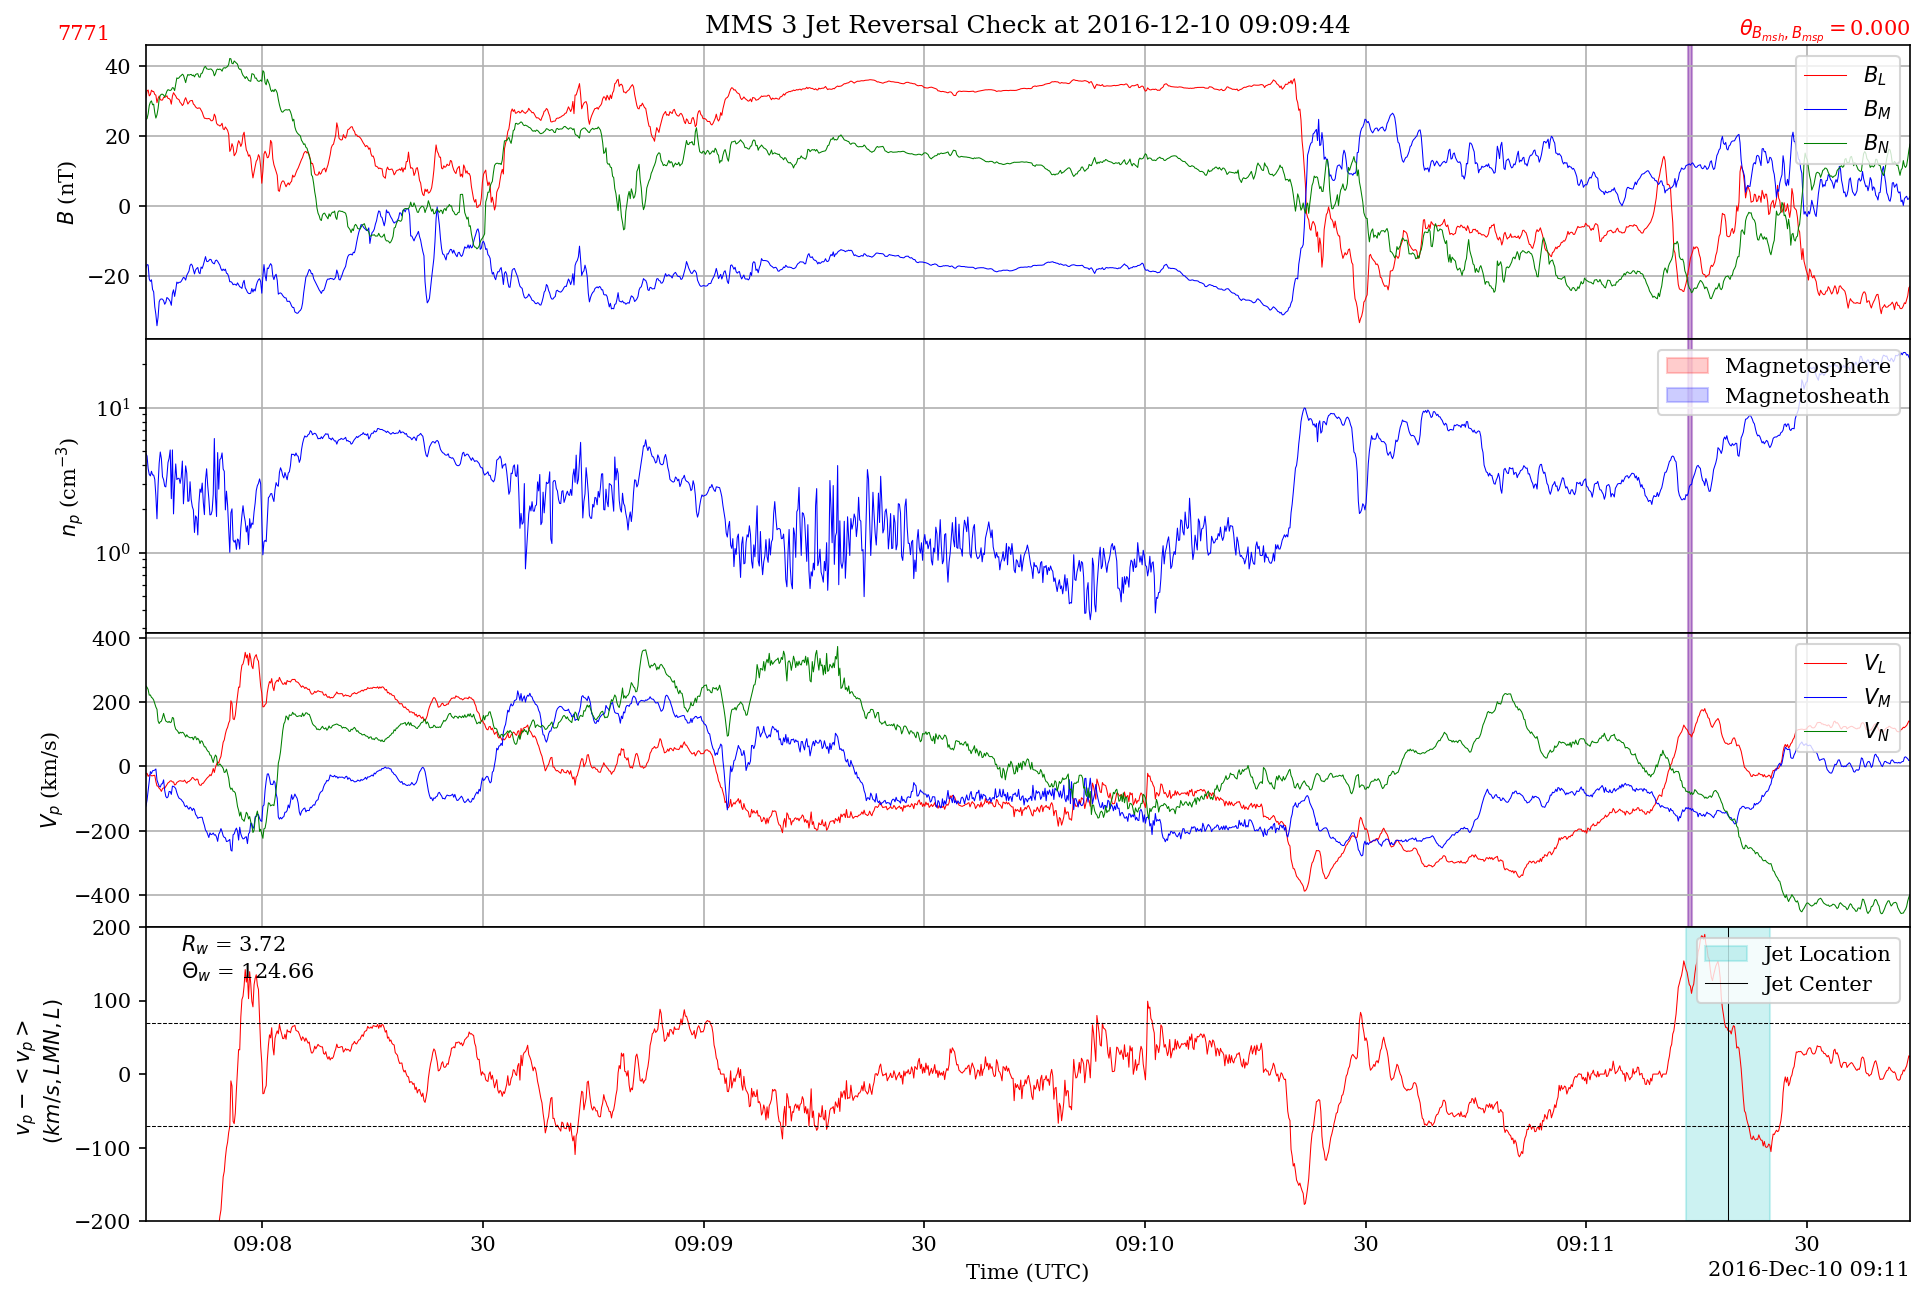 MMS 3 Jet Reversal Check at 2016-12-10 09:09:44
7771
θ_{B_{msh}, B_{msp}} = 0.000
40
20
0
−20
B (nT)
B_L
B_M
B_N
10^1
10^0
n_p (cm^{−3})
Magnetosphere
Magnetosheath
400
200
0
−200
−400
V_p (km/s)
V_L
V_M
V_N
200
100
0
−100
−200
v_p − <v_p>
(km/s, LMN, L)
R_w = 3.72
Θ_w = 124.66
Jet Location
Jet Center
09:08 30 09:09 30 09:10 30 09:11 30
Time (UTC)
2016-Dec-10 09:11